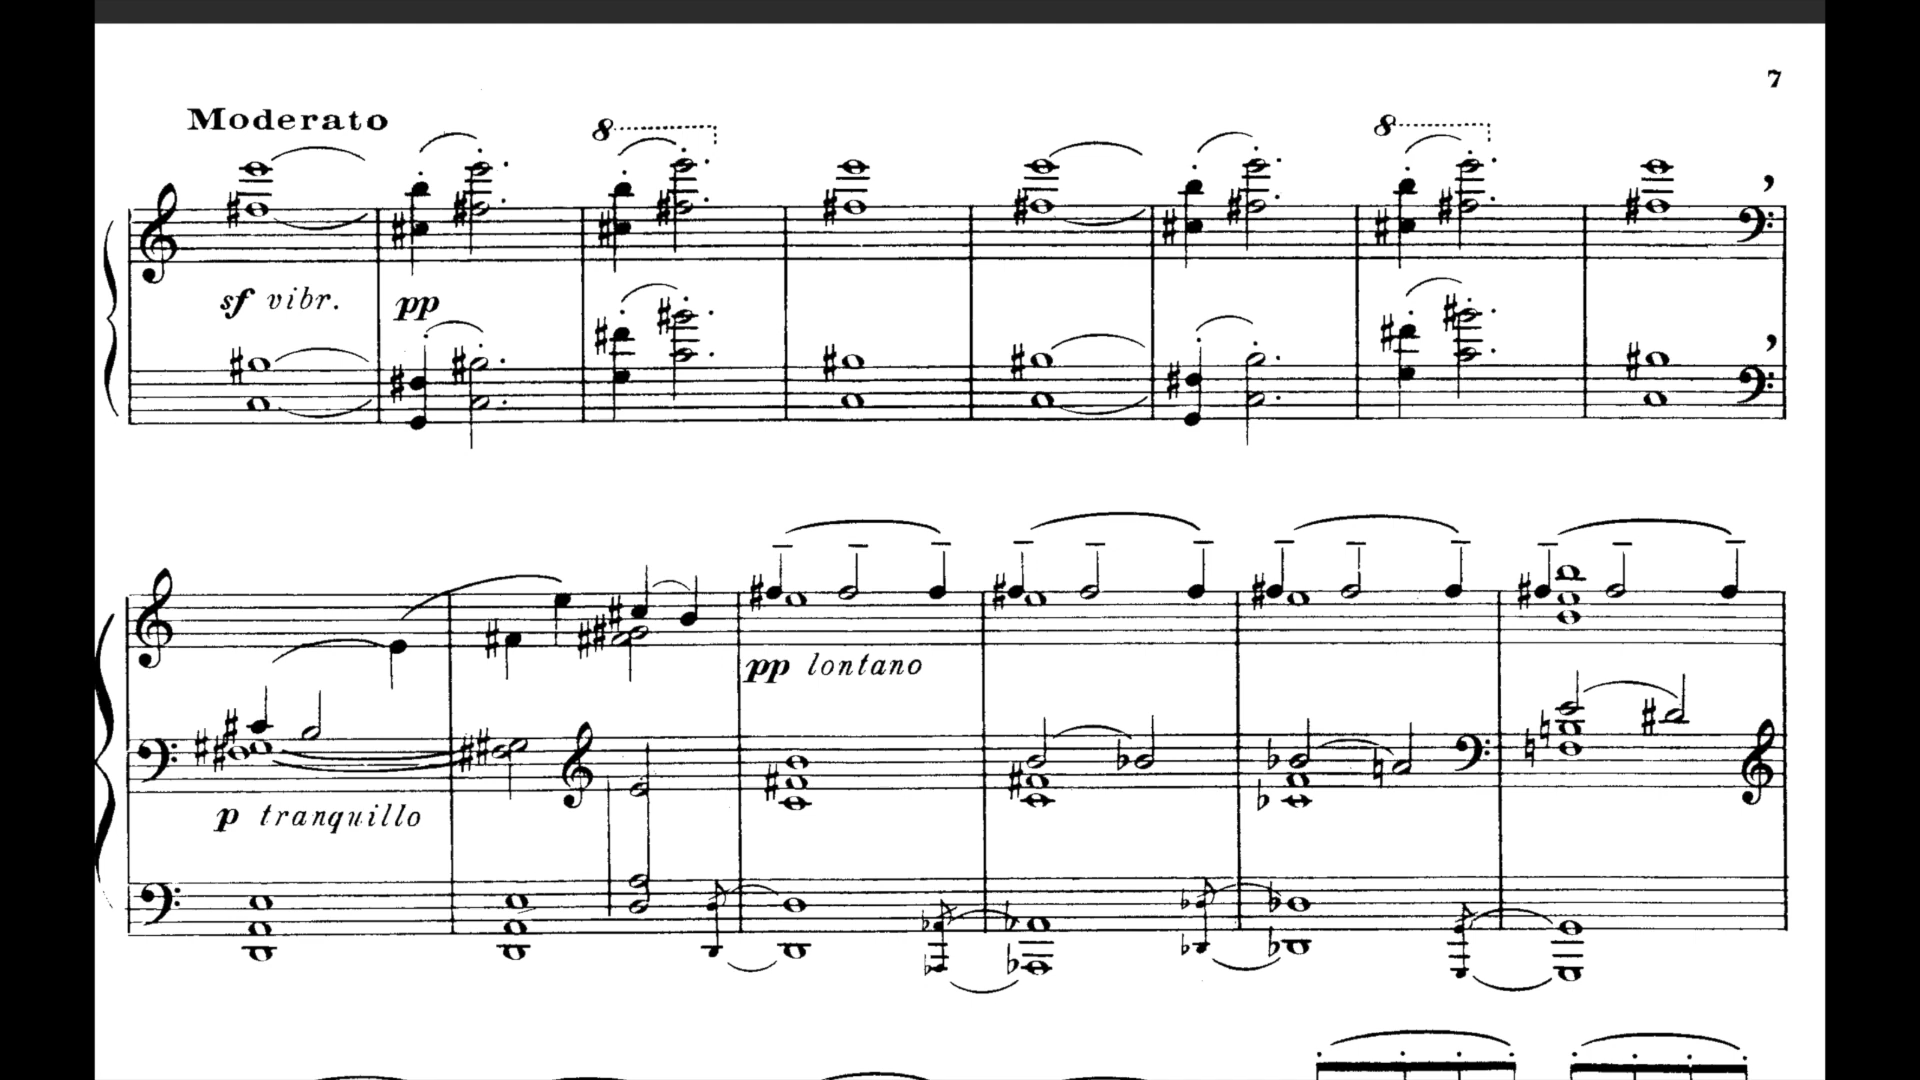 7
Moderato
8 8
sf vibr. pp
pp lontano
p tranquillo